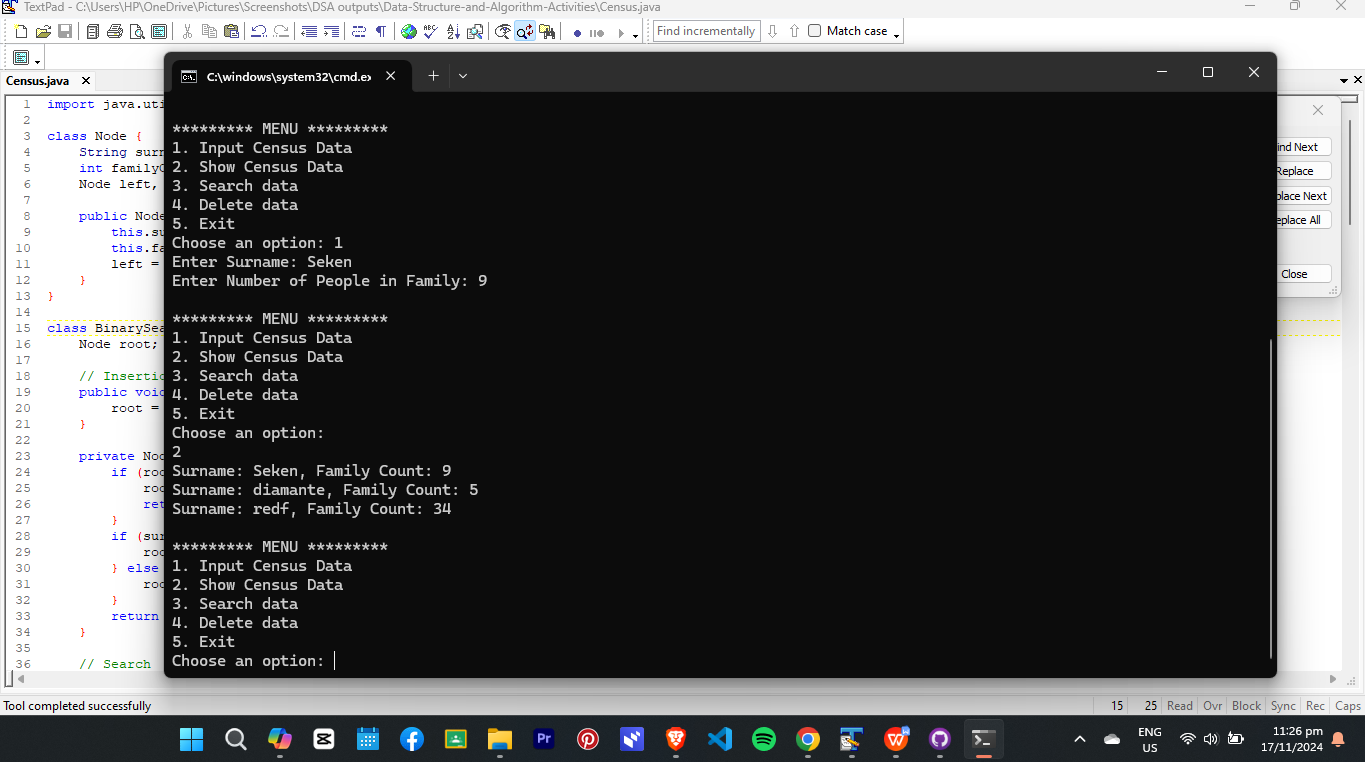 TextPad - C:\Users\HP\OneDrive\Pictures\Screenshots\DSA outputs\Data-Structure-and-Algorithm-Activities\Census.java
Find incrementally
Match case
Census.java
C:\windows\system32\cmd.ex
1 import java.uti
2
3 class Node {
4 String surn
5 int familyC
6 Node left,
7
8 public Node
9 this.su
10 this.fa
11 left =
12 }
13 }
14
15 class BinarySea
16 Node root;
17
18 // Insertio
19 public void
20 root =
21 }
22
23 private Nod
24 if (roo
25 roo
26 ret
27 }
28 if (sur
29 roo
30 } else
31 roo
32 }
33 return
34 }
35
36 // Search
********* MENU *********
1. Input Census Data
2. Show Census Data
3. Search data
4. Delete data
5. Exit
Choose an option: 1
Enter Surname: Seken
Enter Number of People in Family: 9
********* MENU *********
1. Input Census Data
2. Show Census Data
3. Search data
4. Delete data
5. Exit
Choose an option:
2
Surname: Seken, Family Count: 9
Surname: diamante, Family Count: 5
Surname: redf, Family Count: 34
********* MENU *********
1. Input Census Data
2. Show Census Data
3. Search data
4. Delete data
5. Exit
Choose an option:
ind Next
Replace
place Next
eplace All
Close
Tool completed successfully
15 25 Read Ovr Block Sync Rec Caps
Pr
ENG
US
11:26 pm
17/11/2024